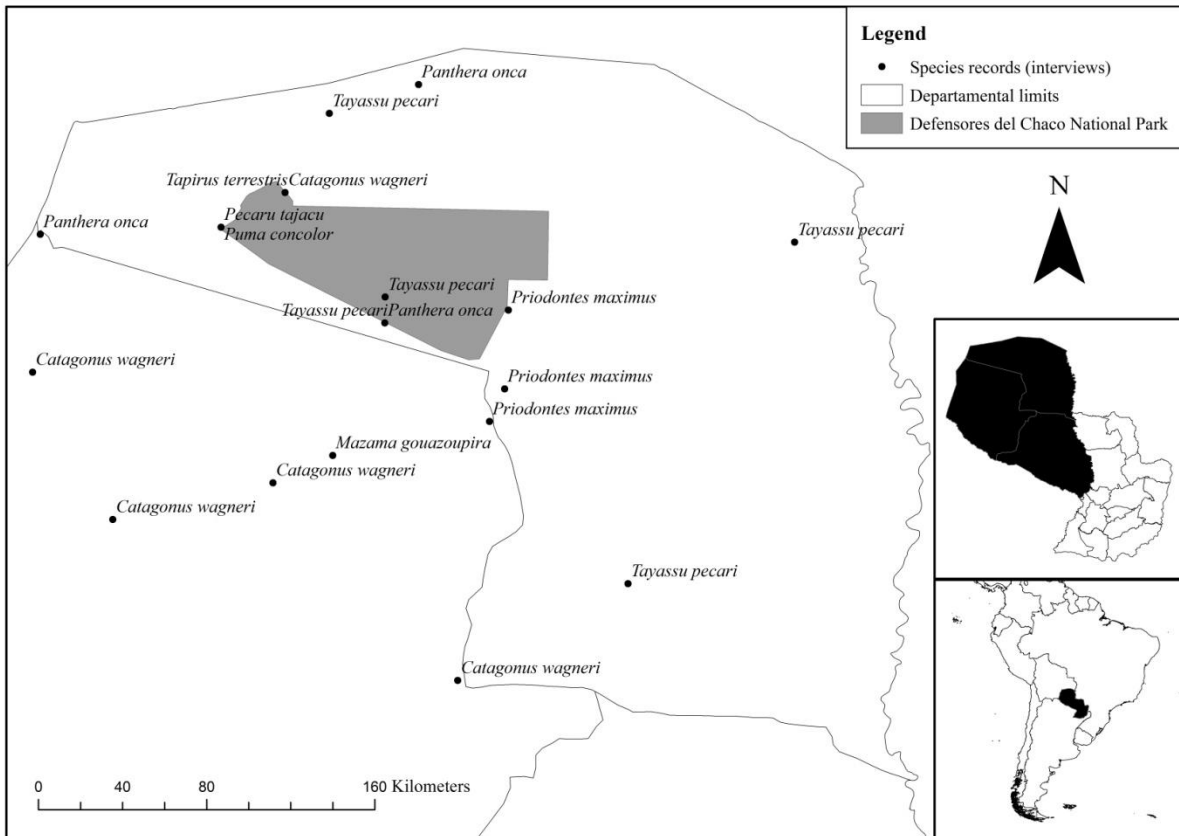 Legend
Species records (interviews)
Departamental limits
Defensores del Chaco National Park
N
Panthera onca
Tayassu pecari
Tapirus terrestris Catagonus wagneri
Pecaru tajacu
Puma concolor
Panthera onca
Tayassu pecari
Tayassu pecari
Tayassu pecari Panthera onca
Priodontes maximus
Catagonus wagneri
Priodontes maximus
Priodontes maximus
Mazama gouazoupira
Catagonus wagneri
Catagonus wagneri
Tayassu pecari
Catagonus wagneri
0 40 80 160 Kilometers